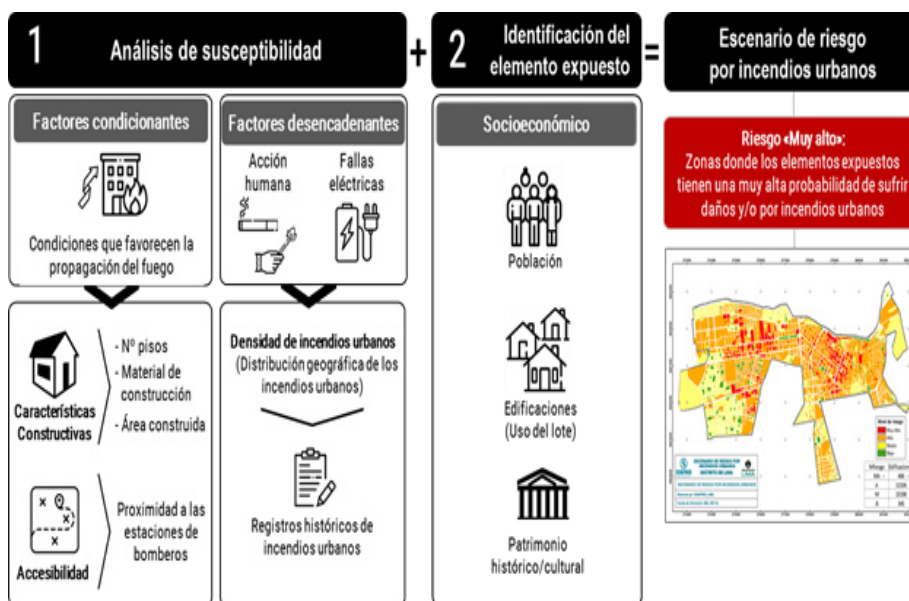 1
Análisis de susceptibilidad
+
2
Identificación del
elemento expuesto
=
Escenario de riesgo
por incendios urbanos
Factores condicionantes
Condiciones que favorecen la
propagación del fuego
Factores desencadenantes
Acción
humana
Fallas
eléctricas
Características
Constructivas
- Nº pisos
- Material de
construcción
- Área construida
Accesibilidad
Proximidad a las
estaciones de
bomberos
Densidad de incendios urbanos
(Distribución geográfica de los
incendios urbanos)
Registros históricos de
incendios urbanos
Socioeconómico
Población
Edificaciones
(Uso del lote)
Patrimonio
histórico/cultural
Riesgo «Muy alto»:
Zonas donde los elementos expuestos
tienen una muy alta probabilidad de sufrir
daños y/o por incendios urbanos